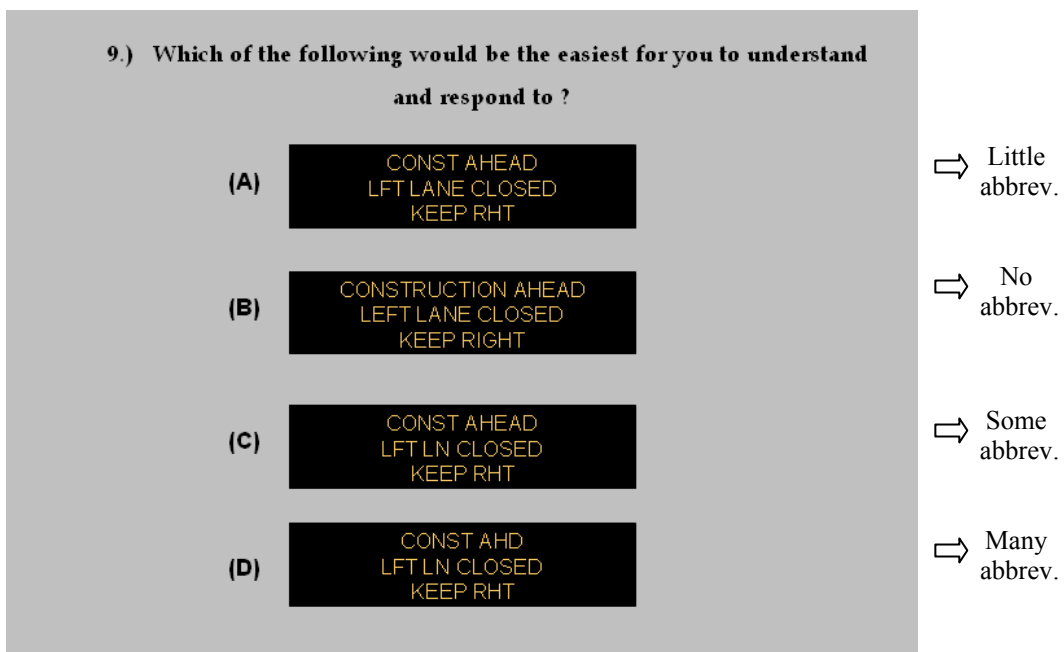 9.) Which of the following would be the easiest for you to understand
and respond to ?
(A)
CONST AHEAD
LFT LANE CLOSED
KEEP RHT
Little
abbrev.
(B)
CONSTRUCTION AHEAD
LEFT LANE CLOSED
KEEP RIGHT
No
abbrev.
(C)
CONST AHEAD
LFT LN CLOSED
KEEP RHT
Some
abbrev.
(D)
CONST AHD
LFT LN CLOSED
KEEP RHT
Many
abbrev.